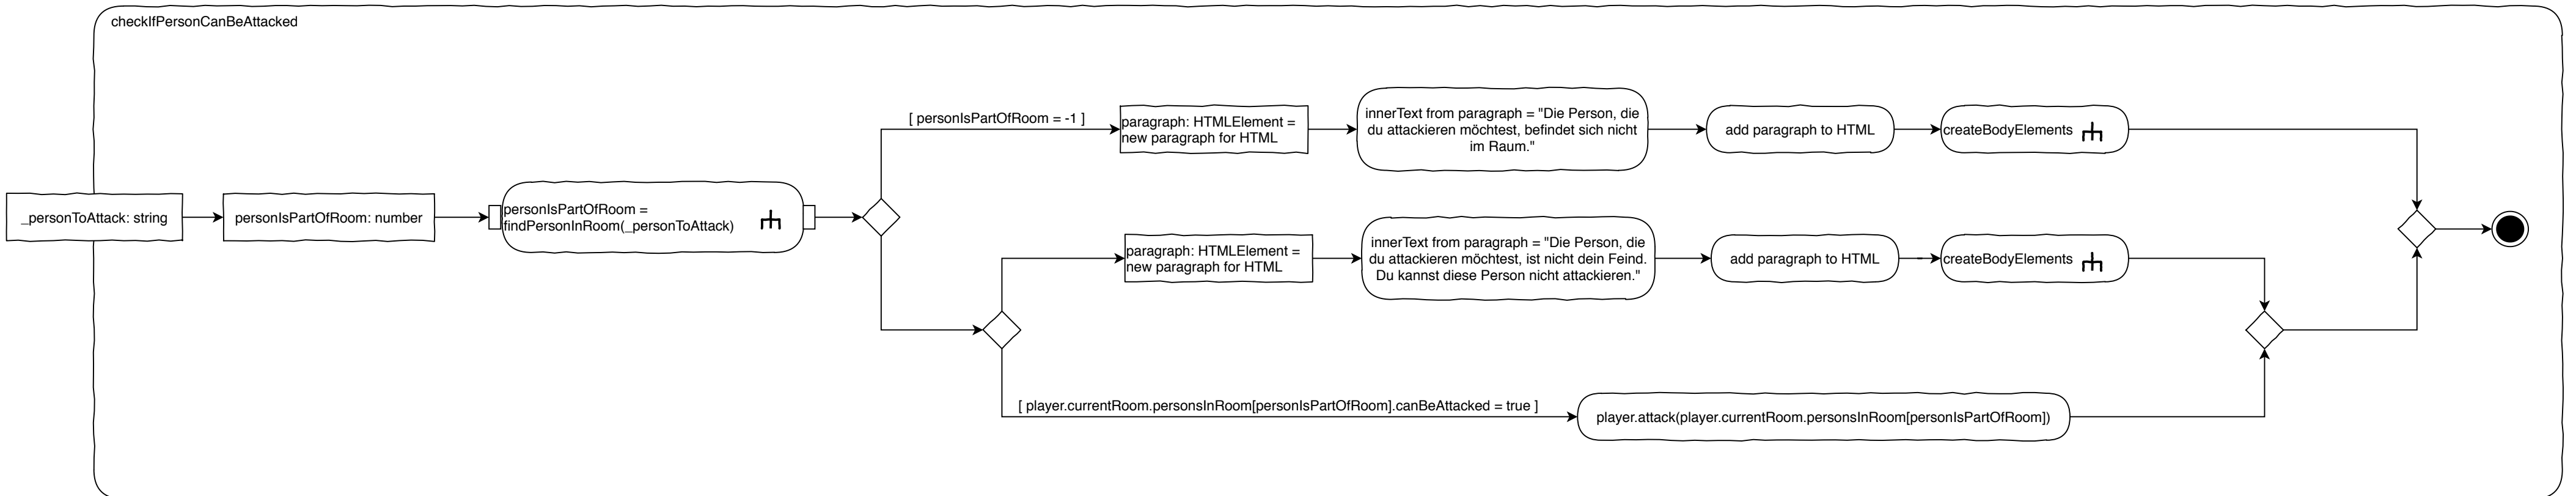 checkIfPersonCanBeAttacked
_personToAttack: string
personIsPartOfRoom: number
personIsPartOfRoom =
findPersonInRoom(_personToAttack)
[ personIsPartOfRoom = -1 ]
paragraph: HTMLElement =
new paragraph for HTML
innerText from paragraph = "Die Person, die
du attackieren möchtest, befindet sich nicht
im Raum."
add paragraph to HTML
createBodyElements
paragraph: HTMLElement =
new paragraph for HTML
innerText from paragraph = "Die Person, die
du attackieren möchtest, ist nicht dein Feind.
Du kannst diese Person nicht attackieren."
add paragraph to HTML
createBodyElements
[ player.currentRoom.personsInRoom[personIsPartOfRoom].canBeAttacked = true ]
player.attack(player.currentRoom.personsInRoom[personIsPartOfRoom])